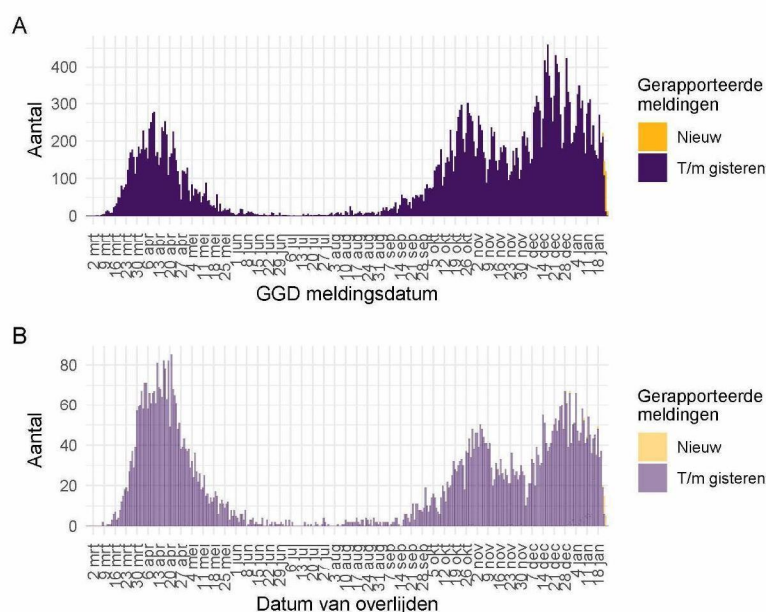 A
Aantal
400
300
200
100
0
2 mrt
9 mrt
16 mrt
23 mrt
30 mrt
6 apr
13 apr
20 apr
27 apr
4 mei
11 mei
18 mei
25 mei
1 jun
8 jun
15 jun
22 jun
29 jun
6 jul
13 jul
20 jul
27 jul
3 aug
10 aug
17 aug
24 aug
31 aug
7 sep
14 sep
21 sep
28 sep
5 okt
12 okt
19 okt
26 okt
2 nov
9 nov
16 nov
23 nov
30 nov
7 dec
14 dec
21 dec
28 dec
4 jan
11 jan
18 jan
GGD meldingsdatum
Gerapporteerde
meldingen
Nieuw
T/m gisteren
B
Aantal
80
60
40
20
0
2 mrt
9 mrt
16 mrt
23 mrt
30 mrt
6 apr
13 apr
20 apr
27 apr
4 mei
11 mei
18 mei
25 mei
1 jun
8 jun
15 jun
22 jun
29 jun
6 jul
13 jul
20 jul
27 jul
3 aug
10 aug
17 aug
24 aug
31 aug
7 sep
14 sep
21 sep
28 sep
5 okt
12 okt
19 okt
26 okt
2 nov
9 nov
16 nov
23 nov
30 nov
7 dec
14 dec
21 dec
28 dec
4 jan
11 jan
18 jan
Datum van overlijden
Gerapporteerde
meldingen
Nieuw
T/m gisteren